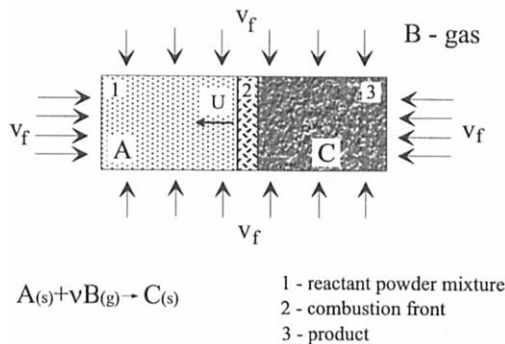 v_f
B - gas
1
2
3
U
v_f
v_f
A
C
v_f
A(s)+νB(g)→ C(s)
1 - reactant powder mixture
2 - combustion front
3 - product